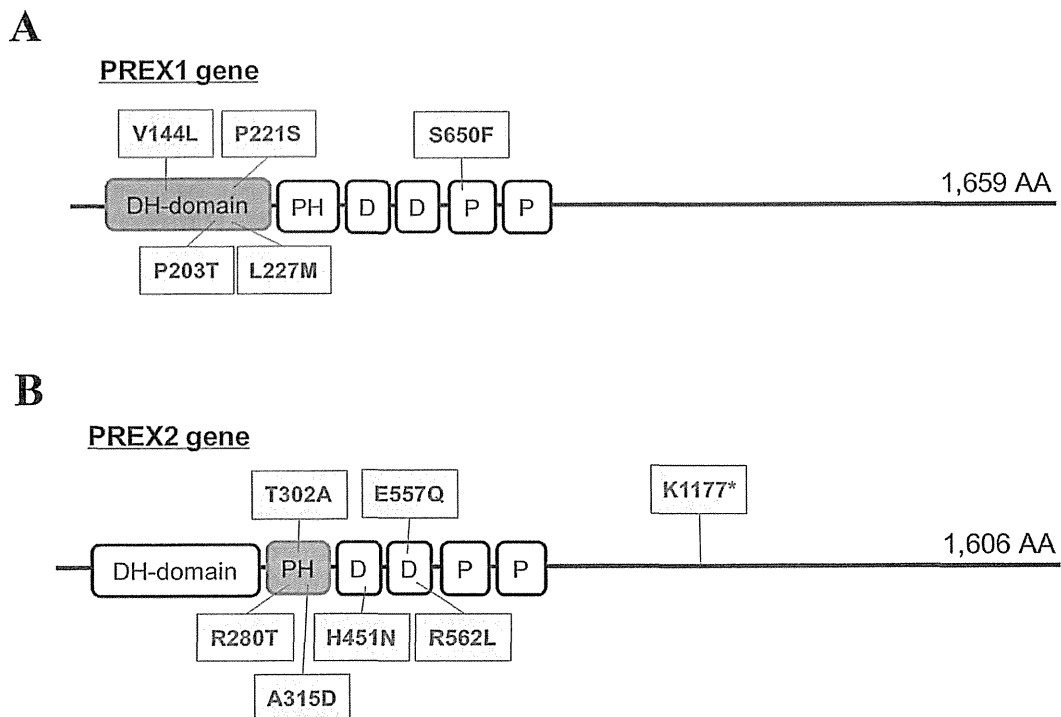 A
PREX1 gene
V144L P221S S650F
1,659 AA
DH-domain PH D D P P
P203T L227M
B
PREX2 gene
T302A E557Q K1177*
1,606 AA
DH-domain PH D D P P
R280T H451N R562L
A315D